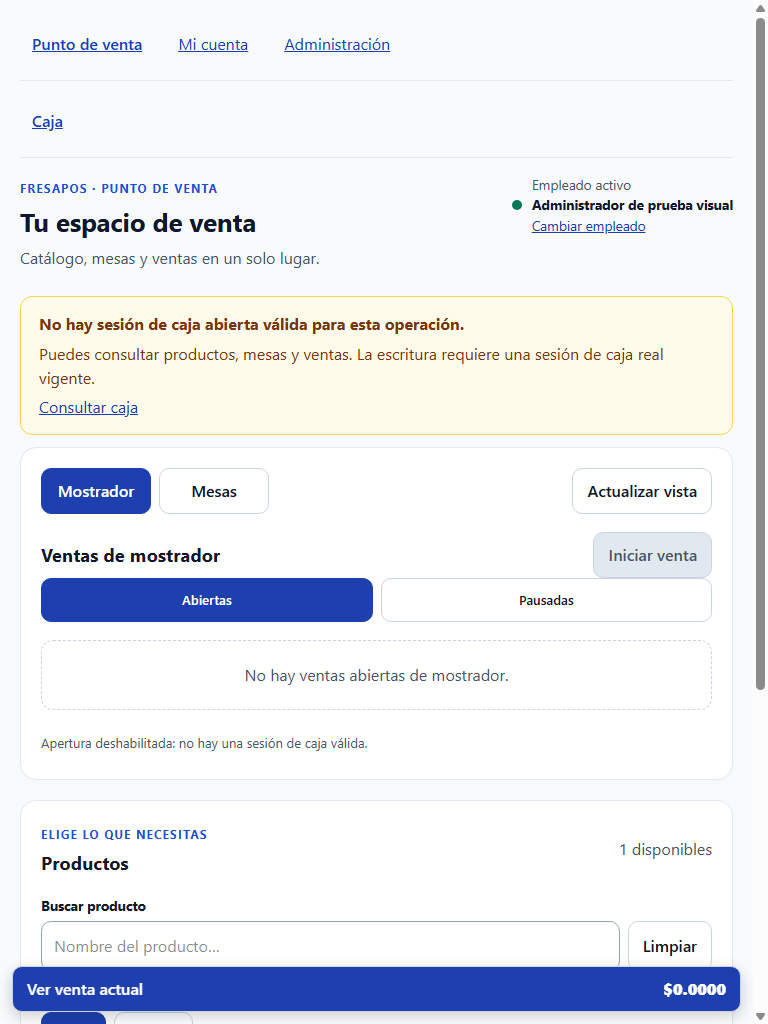 Punto de venta Mi cuenta Administración
Caja
FRESAPOS · PUNTO DE VENTA
Tu espacio de venta
Catálogo, mesas y ventas en un solo lugar.
Empleado activo
Administrador de prueba visual
Cambiar empleado
No hay sesión de caja abierta válida para esta operación.
Puedes consultar productos, mesas y ventas. La escritura requiere una sesión de caja real
vigente.
Consultar caja
Mostrador Mesas Actualizar vista
Ventas de mostrador Iniciar venta
Abiertas Pausadas
No hay ventas abiertas de mostrador.
Apertura deshabilitada: no hay una sesión de caja válida.
ELIGE LO QUE NECESITAS
Productos
1 disponibles
Buscar producto
Nombre del producto... Limpiar
Ver venta actual $0.0000